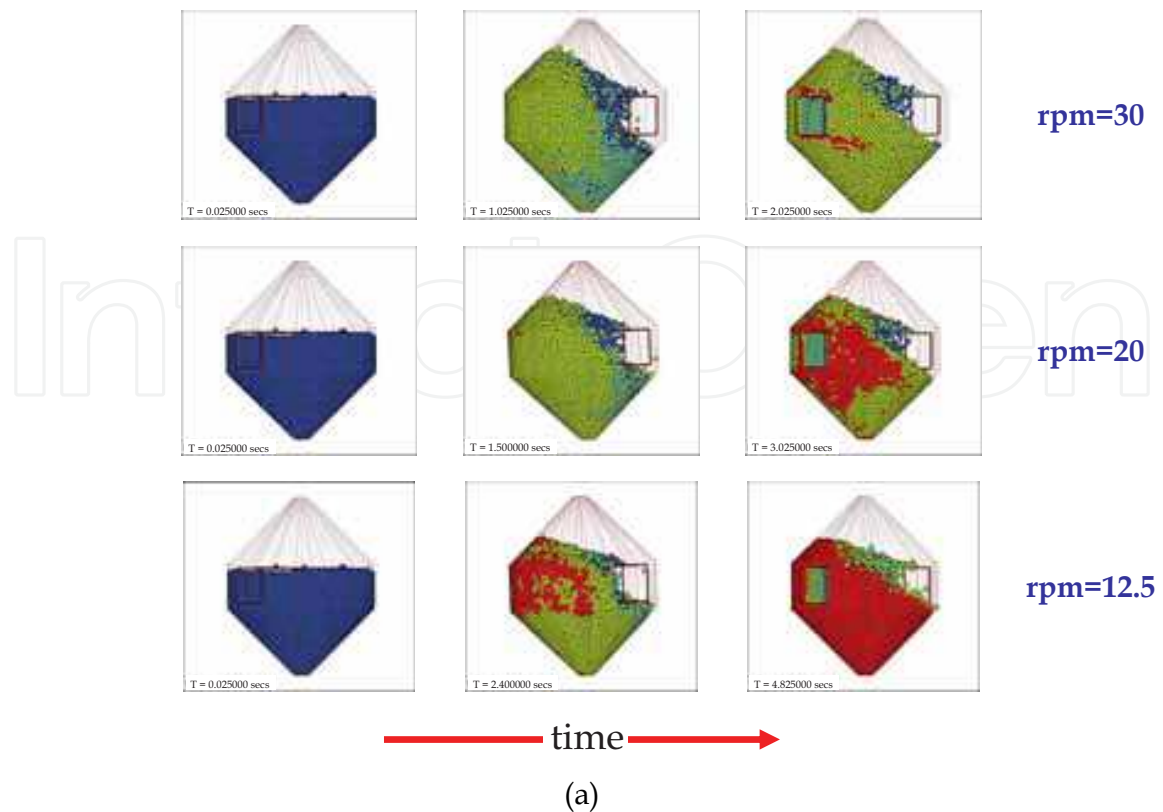 T = 0.025000 secs
T = 1.025000 secs
T = 2.025000 secs
rpm=30
T = 0.025000 secs
T = 1.500000 secs
T = 3.025000 secs
rpm=20
T = 0.025000 secs
T = 2.400000 secs
T = 4.825000 secs
rpm=12.5
time
(a)